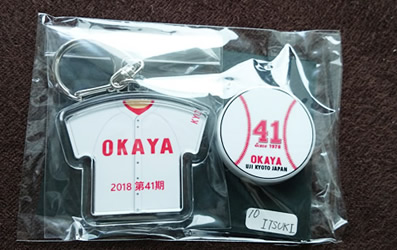 OKAYA
2018 第41期
41
since 1978
OKAYA
UJI KYOTO JAPAN
10
ITSUKI